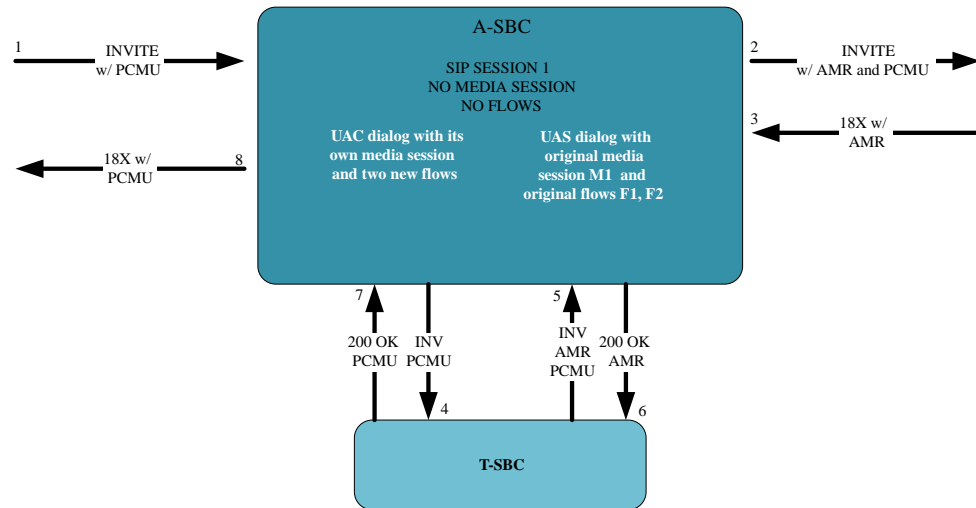 A-SBC
1
INVITE
w/ PCMU
2
INVITE
w/ AMR and PCMU
SIP SESSION 1
NO MEDIA SESSION
NO FLOWS
3
18X w/
AMR
UAC dialog with its
own media session
and two new flows
UAS dialog with
original media
session M1 and
original flows F1, F2
18X w/
PCMU
8
7
5
200 OK
PCMU
INV
PCMU
INV
AMR
PCMU
200 OK
AMR
4
6
T-SBC